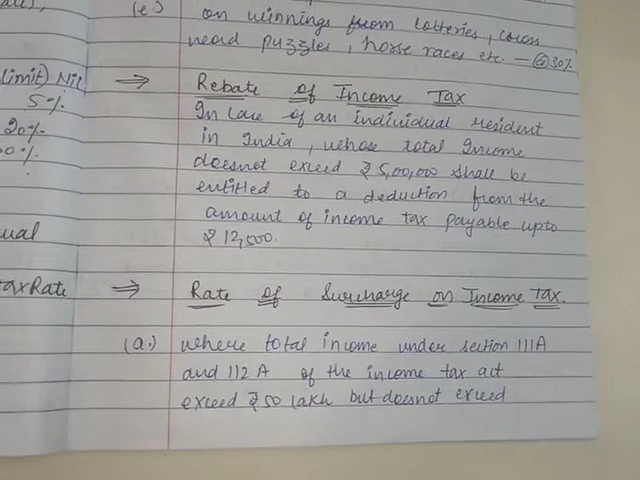 (e.) on winnings from lotteries, cross
word puzzles, horse races etc. — @ 30%
limit) Nil
5%
20%
⇒ Rebate of Income Tax
In case of an individual resident
in India, whose total Income
doesnot exceed ₹5,00,000 shall be
entitled to a deduction from the
amount of income tax payable upto
₹12,500.
ual
tax Rate ⇒ Rate of Surcharge on Income Tax.
(a.) where total income under section 111A
and 112 A of the income tax act
exceed ₹50 lakh but doesnot exceed